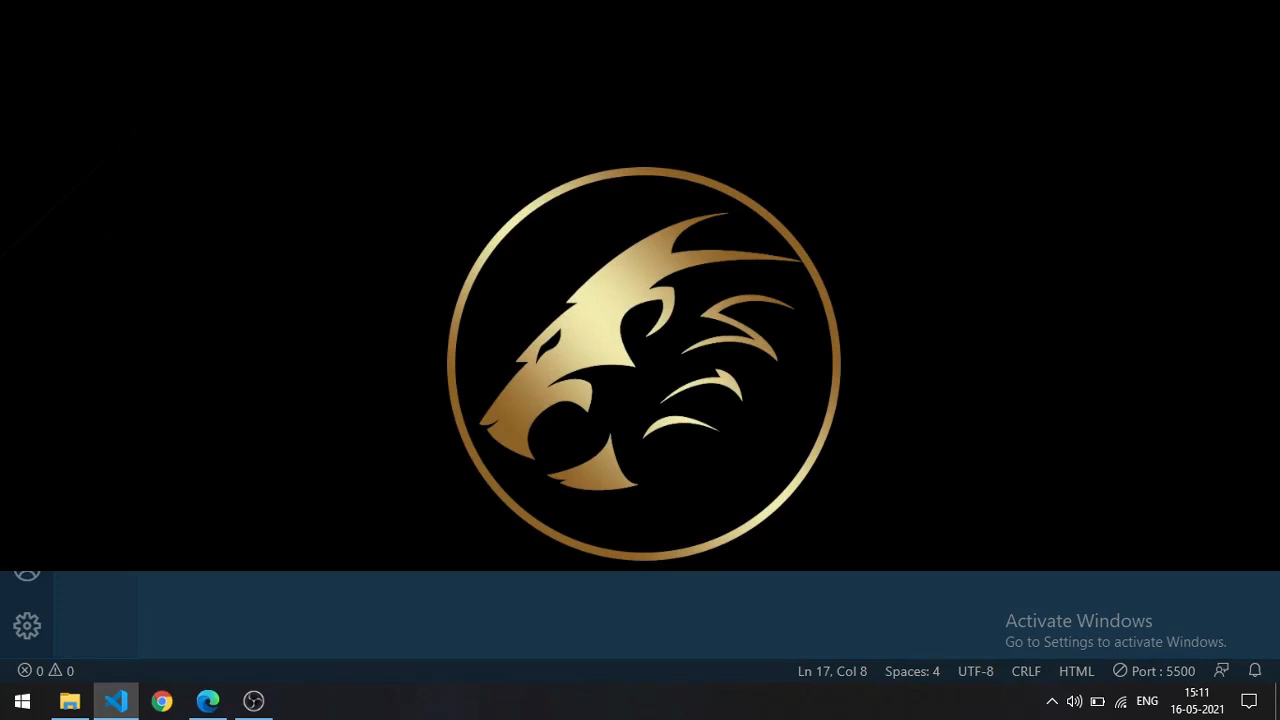 Activate Windows
Go to Settings to activate Windows.
0 0 Ln 17, Col 8 Spaces: 4 UTF-8 CRLF HTML Port : 5500
ENG 15:11
16-05-2021